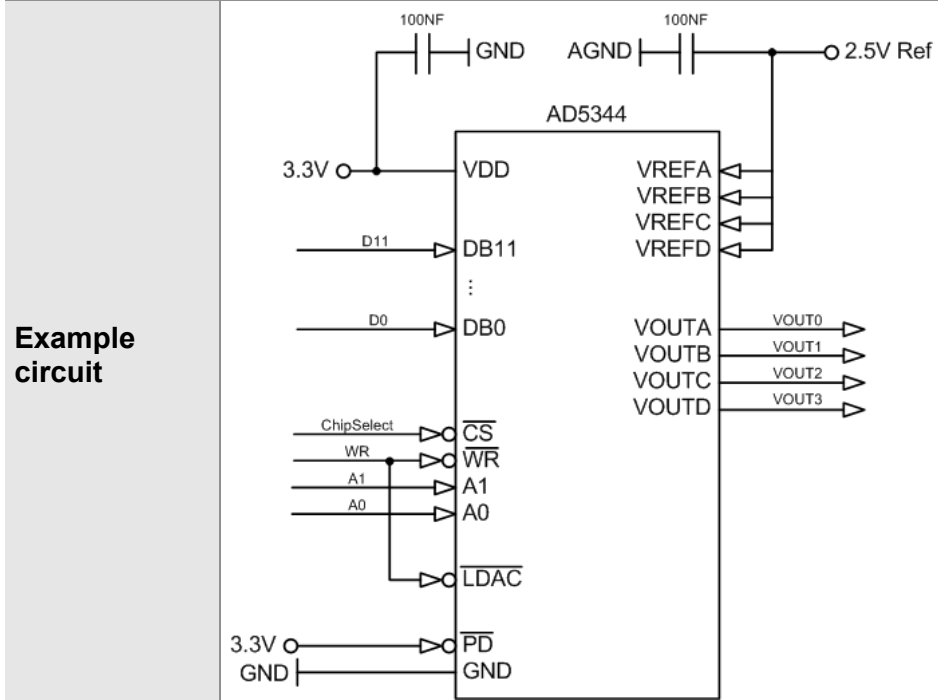 Example
circuit
100NF
100NF
GND
AGND
2.5V Ref
AD5344
3.3V
VDD
VREFA
VREFB
VREFC
VREFD
D11
DB11
⋮
D0
DB0
VOUTA
VOUT0
VOUTB
VOUT1
VOUTC
VOUT2
VOUTD
VOUT3
ChipSelect
CS
WR
WR
A1
A1
A0
A0
LDAC
3.3V
PD
GND
GND